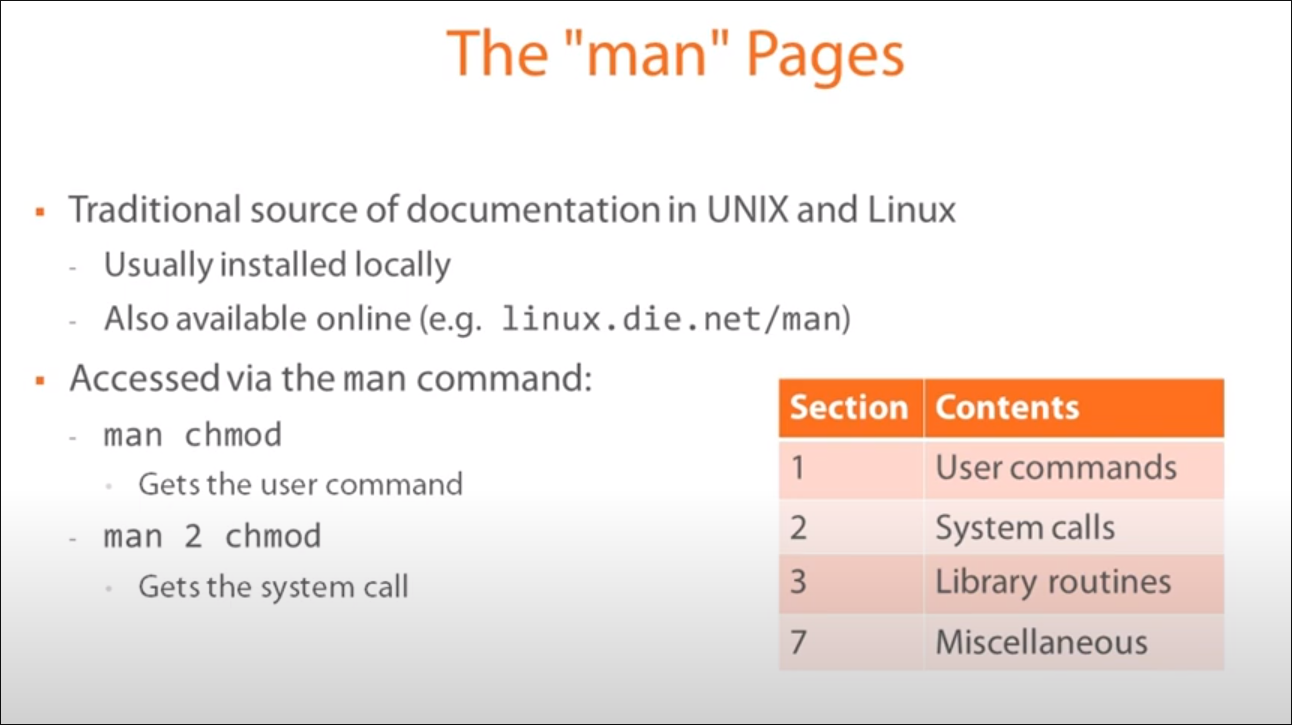 The "man" Pages
Traditional source of documentation in UNIX and Linux
- Usually installed locally
- Also available online (e.g. linux.die.net/man)
Accessed via the man command:
- man chmod
Gets the user command
- man 2 chmod
Gets the system call
Section Contents
1 User commands
2 System calls
3 Library routines
7 Miscellaneous